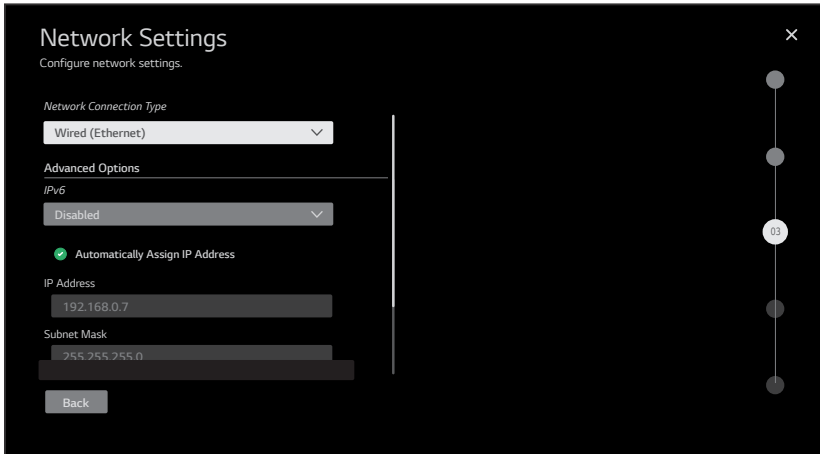 Network Settings
Configure network settings.
Network Connection Type
Wired (Ethernet)
Advanced Options
IPv6
Disabled
Automatically Assign IP Address
IP Address
192.168.0.7
Subnet Mask
255.255.255.0
Back
03